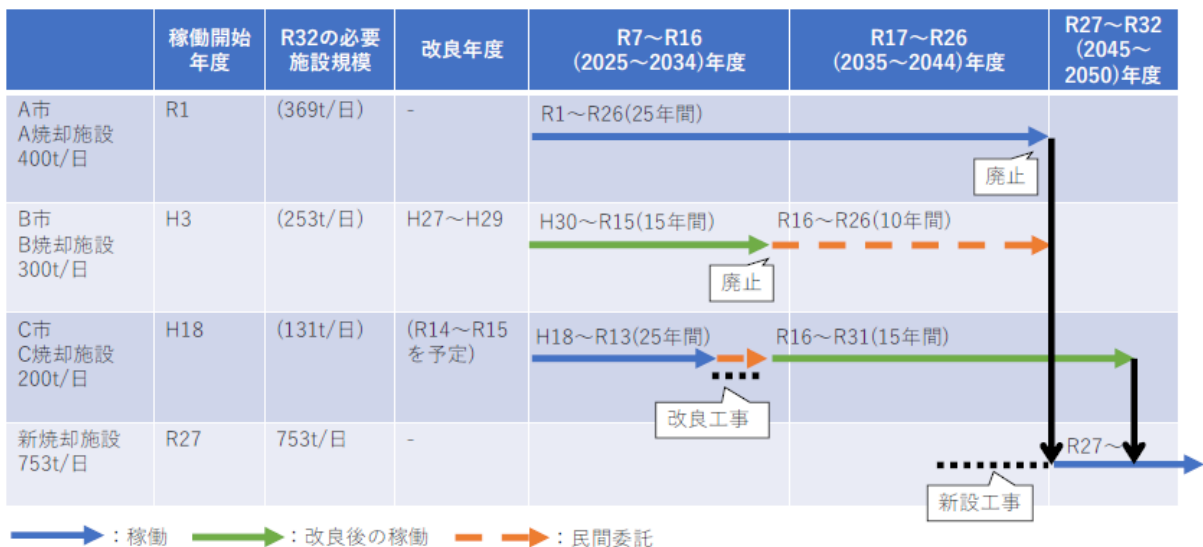 稼働開始
年度
R32の必要
施設規模
改良年度
R7～R16
(2025～2034)年度
R17～R26
(2035～2044)年度
R27～R32
(2045～
2050)年度
A市
A焼却施設
400t/日
R1
(369t/日)
-
R1～R26(25年間)
廃止
B市
B焼却施設
300t/日
H3
(253t/日)
H27～H29
H30～R15(15年間)
R16～R26(10年間)
廃止
C市
C焼却施設
200t/日
H18
(131t/日)
(R14～R15
を予定)
H18～R13(25年間)
R16～R31(15年間)
改良工事
新焼却施設
753t/日
R27
753t/日
-
R27～
新設工事
：稼働
：改良後の稼働
：民間委託